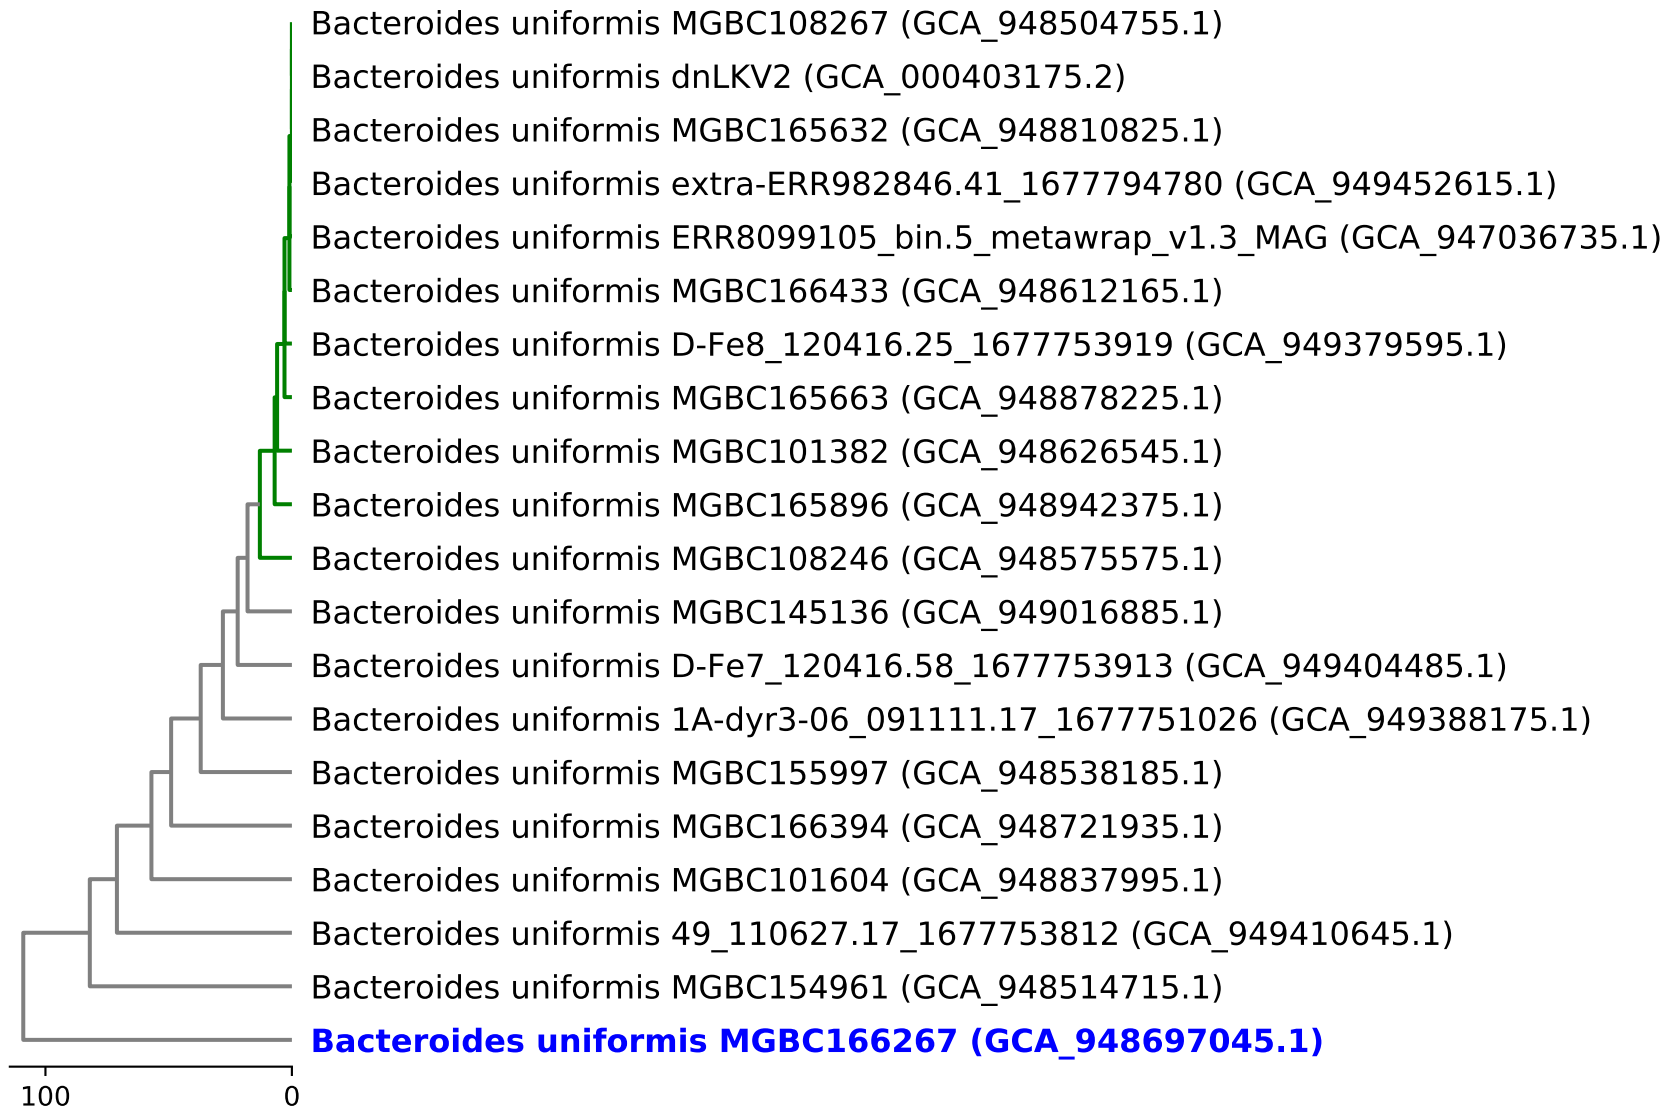 Bacteroides uniformis MGBC108267 (GCA_948504755.1)
Bacteroides uniformis dnLKV2 (GCA_000403175.2)
Bacteroides uniformis MGBC165632 (GCA_948810825.1)
Bacteroides uniformis extra-ERR982846.41_1677794780 (GCA_949452615.1)
Bacteroides uniformis ERR8099105_bin.5_metawrap_v1.3_MAG (GCA_947036735.1)
Bacteroides uniformis MGBC166433 (GCA_948612165.1)
Bacteroides uniformis D-Fe8_120416.25_1677753919 (GCA_949379595.1)
Bacteroides uniformis MGBC165663 (GCA_948878225.1)
Bacteroides uniformis MGBC101382 (GCA_948626545.1)
Bacteroides uniformis MGBC165896 (GCA_948942375.1)
Bacteroides uniformis MGBC108246 (GCA_948575575.1)
Bacteroides uniformis MGBC145136 (GCA_949016885.1)
Bacteroides uniformis D-Fe7_120416.58_1677753913 (GCA_949404485.1)
Bacteroides uniformis 1A-dyr3-06_091111.17_1677751026 (GCA_949388175.1)
Bacteroides uniformis MGBC155997 (GCA_948538185.1)
Bacteroides uniformis MGBC166394 (GCA_948721935.1)
Bacteroides uniformis MGBC101604 (GCA_948837995.1)
Bacteroides uniformis 49_110627.17_1677753812 (GCA_949410645.1)
Bacteroides uniformis MGBC154961 (GCA_948514715.1)
Bacteroides uniformis MGBC166267 (GCA_948697045.1)
100 0